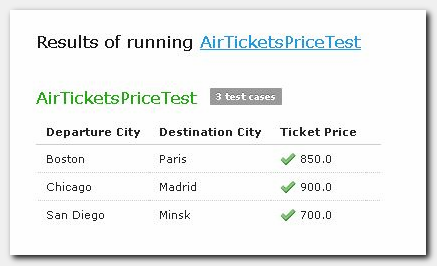 Results of running AirTicketsPriceTest
AirTicketsPriceTest 3 test cases
Departure City Destination City Ticket Price
Boston Paris 850.0
Chicago Madrid 900.0
San Diego Minsk 700.0